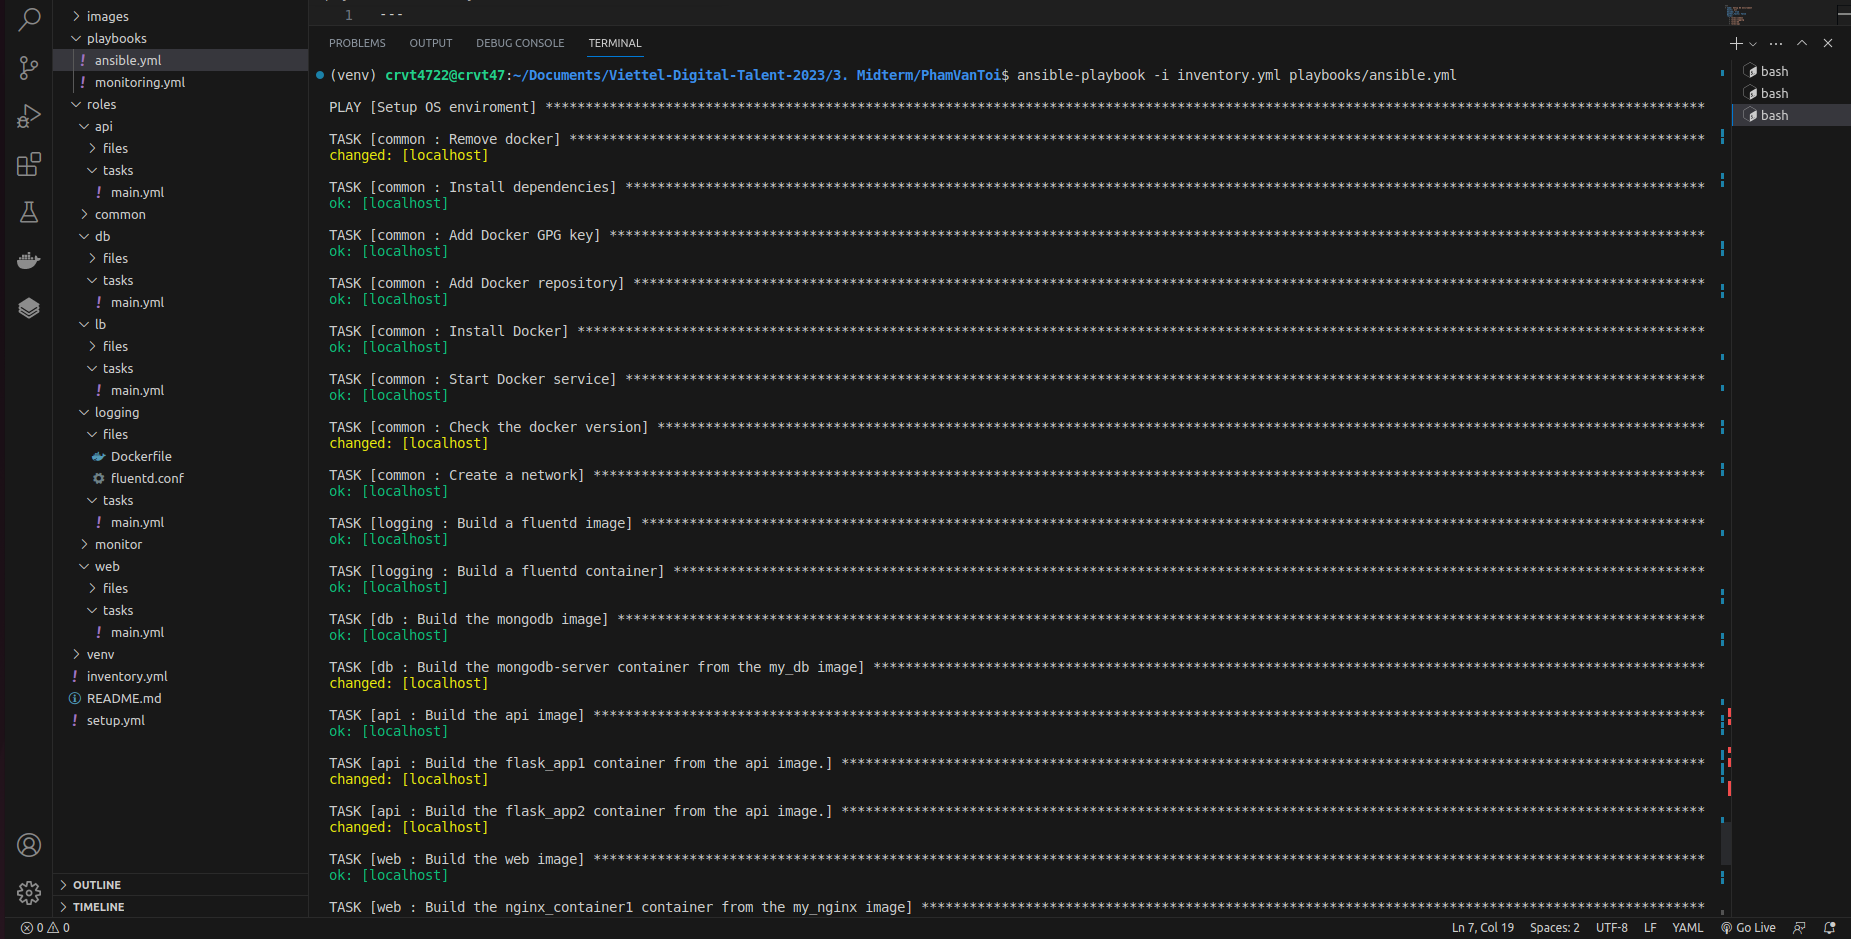 images
playbooks
! ansible.yml
! monitoring.yml
roles
api
files
tasks
! main.yml
common
db
files
tasks
! main.yml
lb
files
tasks
! main.yml
logging
files
Dockerfile
fluentd.conf
tasks
! main.yml
monitor
web
files
tasks
! main.yml
venv
! inventory.yml
README.md
! setup.yml
OUTLINE
TIMELINE
1 ---
PROBLEMS OUTPUT DEBUG CONSOLE TERMINAL
(venv) crvt4722@crvt47:~/Documents/Viettel-Digital-Talent-2023/3. Midterm/PhamVanToi$ ansible-playbook -i inventory.yml playbooks/ansible.yml
PLAY [Setup OS enviroment] ****
TASK [common : Remove docker] ****
changed: [localhost]
TASK [common : Install dependencies] ****
ok: [localhost]
TASK [common : Add Docker GPG key] ****
ok: [localhost]
TASK [common : Add Docker repository] ****
ok: [localhost]
TASK [common : Install Docker] ****
ok: [localhost]
TASK [common : Start Docker service] ****
ok: [localhost]
TASK [common : Check the docker version] ****
changed: [localhost]
TASK [common : Create a network] ****
ok: [localhost]
TASK [logging : Build a fluentd image] ****
ok: [localhost]
TASK [logging : Build a fluentd container] ****
ok: [localhost]
TASK [db : Build the mongodb image] ****
ok: [localhost]
TASK [db : Build the mongodb-server container from the my_db image] ****
changed: [localhost]
TASK [api : Build the api image] ****
ok: [localhost]
TASK [api : Build the flask_app1 container from the api image.] ****
changed: [localhost]
TASK [api : Build the flask_app2 container from the api image.] ****
changed: [localhost]
TASK [web : Build the web image] ****
ok: [localhost]
TASK [web : Build the nginx_container1 container from the my_nginx image] ****
bash
bash
bash
0 0
Ln 7, Col 19 Spaces: 2 UTF-8 LF YAML Go Live